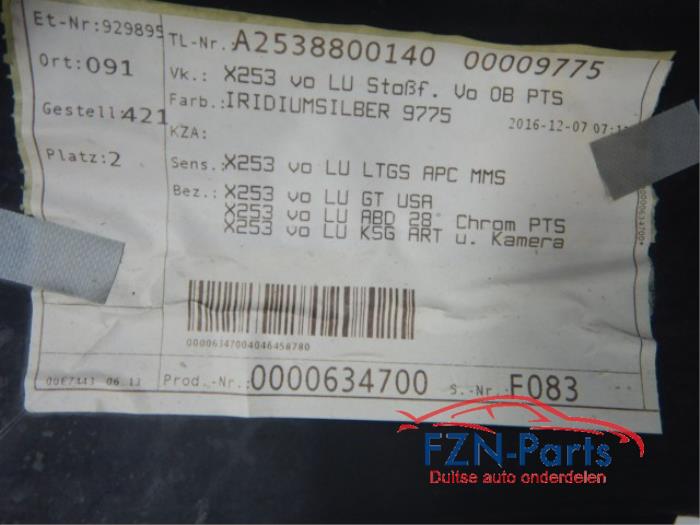 Et-Nr:929895
TL-Nr.:A2538800140 00009775
Ort:091
Vk.: X253 vo LU Stoßf. Vo OB PTS
Farb.:IRIDIUMSILBER 9775
Gestell:421
2016-12-07
KZA:
Platz:2
Sens.:X253 vo LU LTGS APC MMS
Bez.:X253 vo LU GT USA
X253 vo LU ABD 28° Chrom PTS
X253 vo LU KSG ART u. Kamera
00006347004046458780
Prod.-Nr.:0000634700
S.-Nr.:F083
0000634700*
FZN-Parts
Duitse auto onderdelen